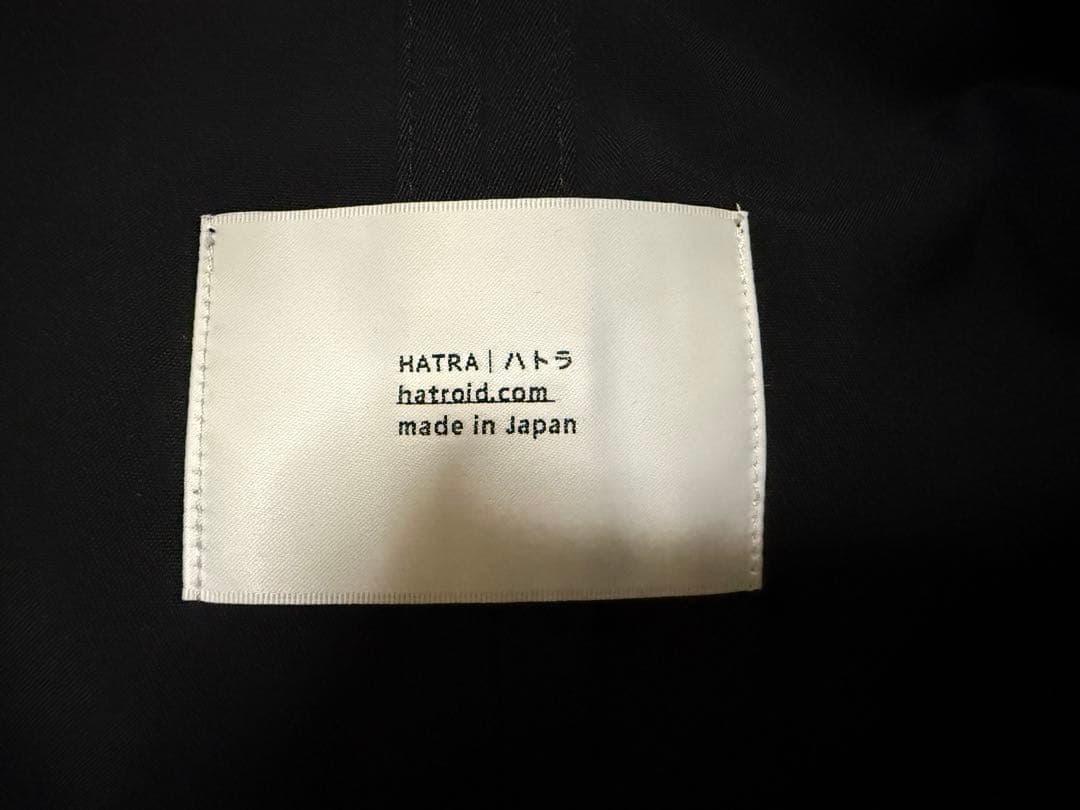 HATRA | ハトラ
hatroid.com
made in Japan